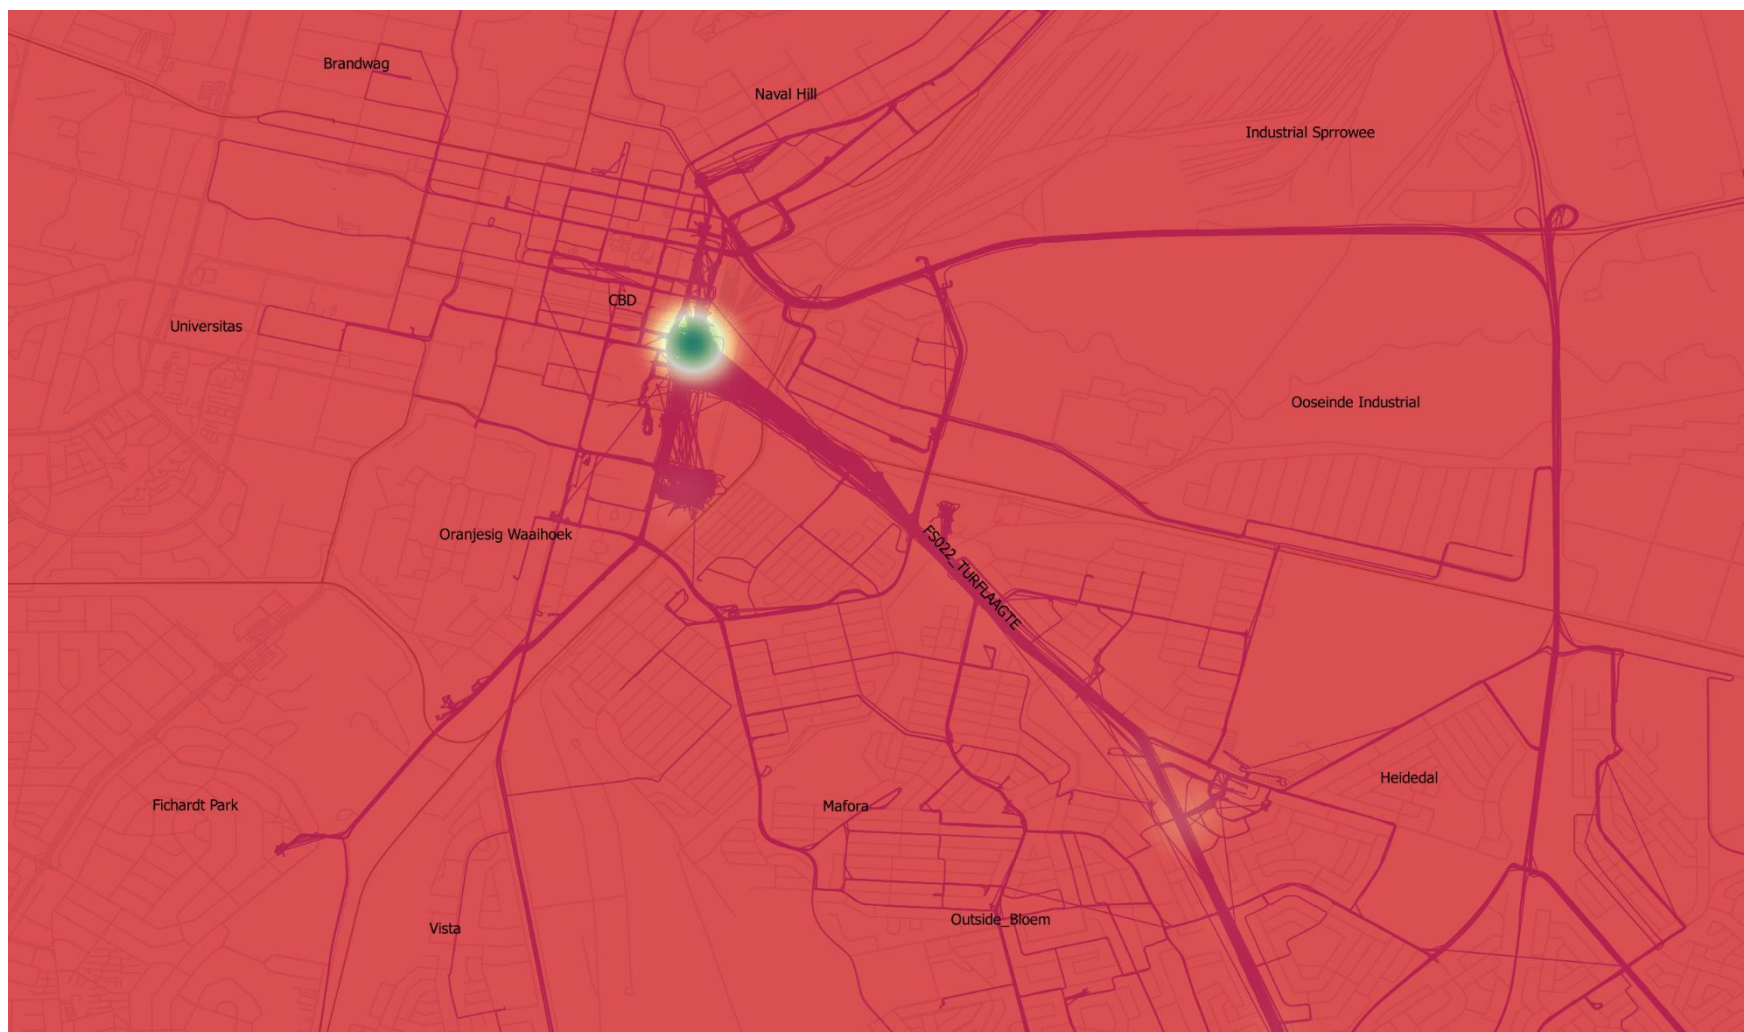 Brandwag
Naval Hill
Industrial Sprrowee
CBD
Universitas
Ooseinde Industrial
Oranjesig Waaihoek
FS022_TURFLAAGTE
Heidedal
Fichardt Park
Mafora
Outside_Bloem
Vista